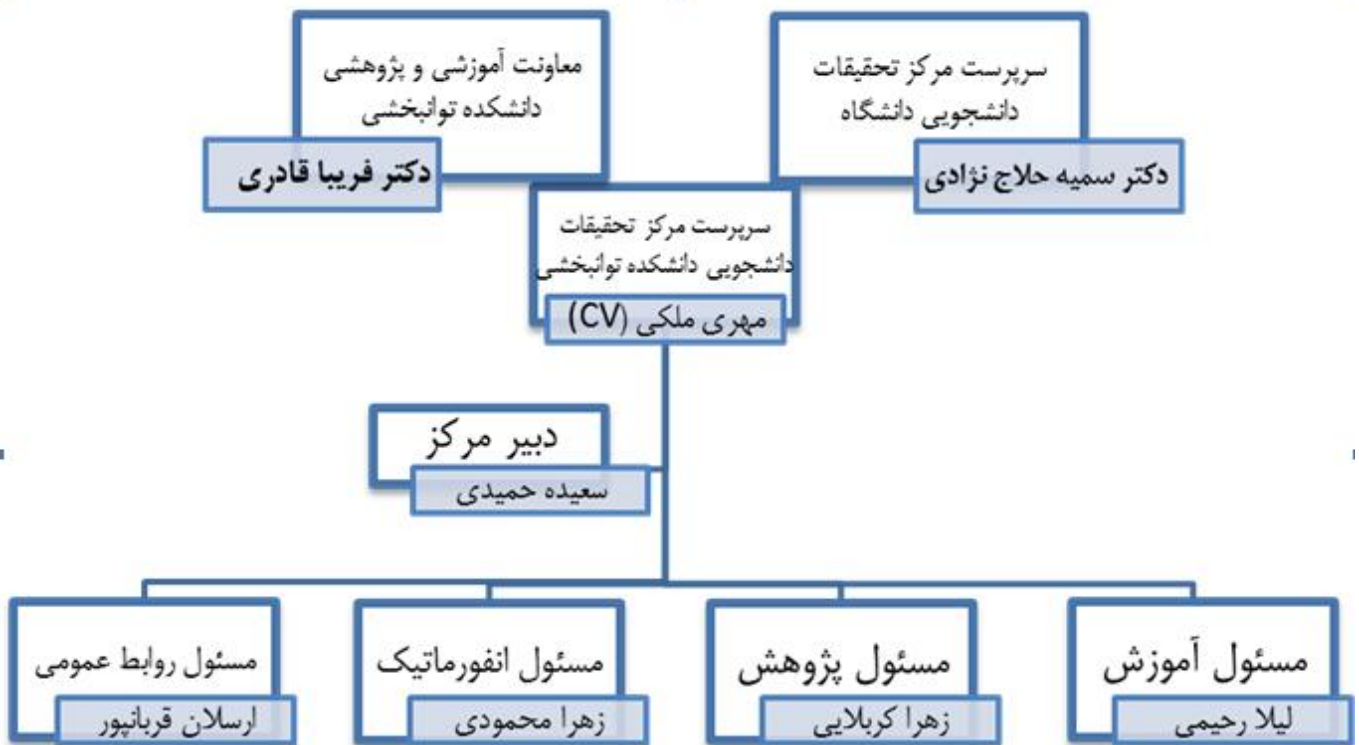 سرپرست مرکز تحقیقات
دانشجویی دانشگاه
دکتر سمیه حلاج نژادی
معاونت آموزشی و پژوهشی
دانشکده توانبخشی
دکتر فریبا قادری
سرپرست مرکز تحقیقات
دانشجویی دانشکده توانبخشی
مهری ملکی (CV)
دبیر مرکز
سعیده حمیدی
مسئول آموزش
لیلا رحیمی
مسئول پژوهش
زهرا کربلایی
مسئول انفورماتیک
زهرا محمودی
مسئول روابط عمومی
ارسلان قربانپور